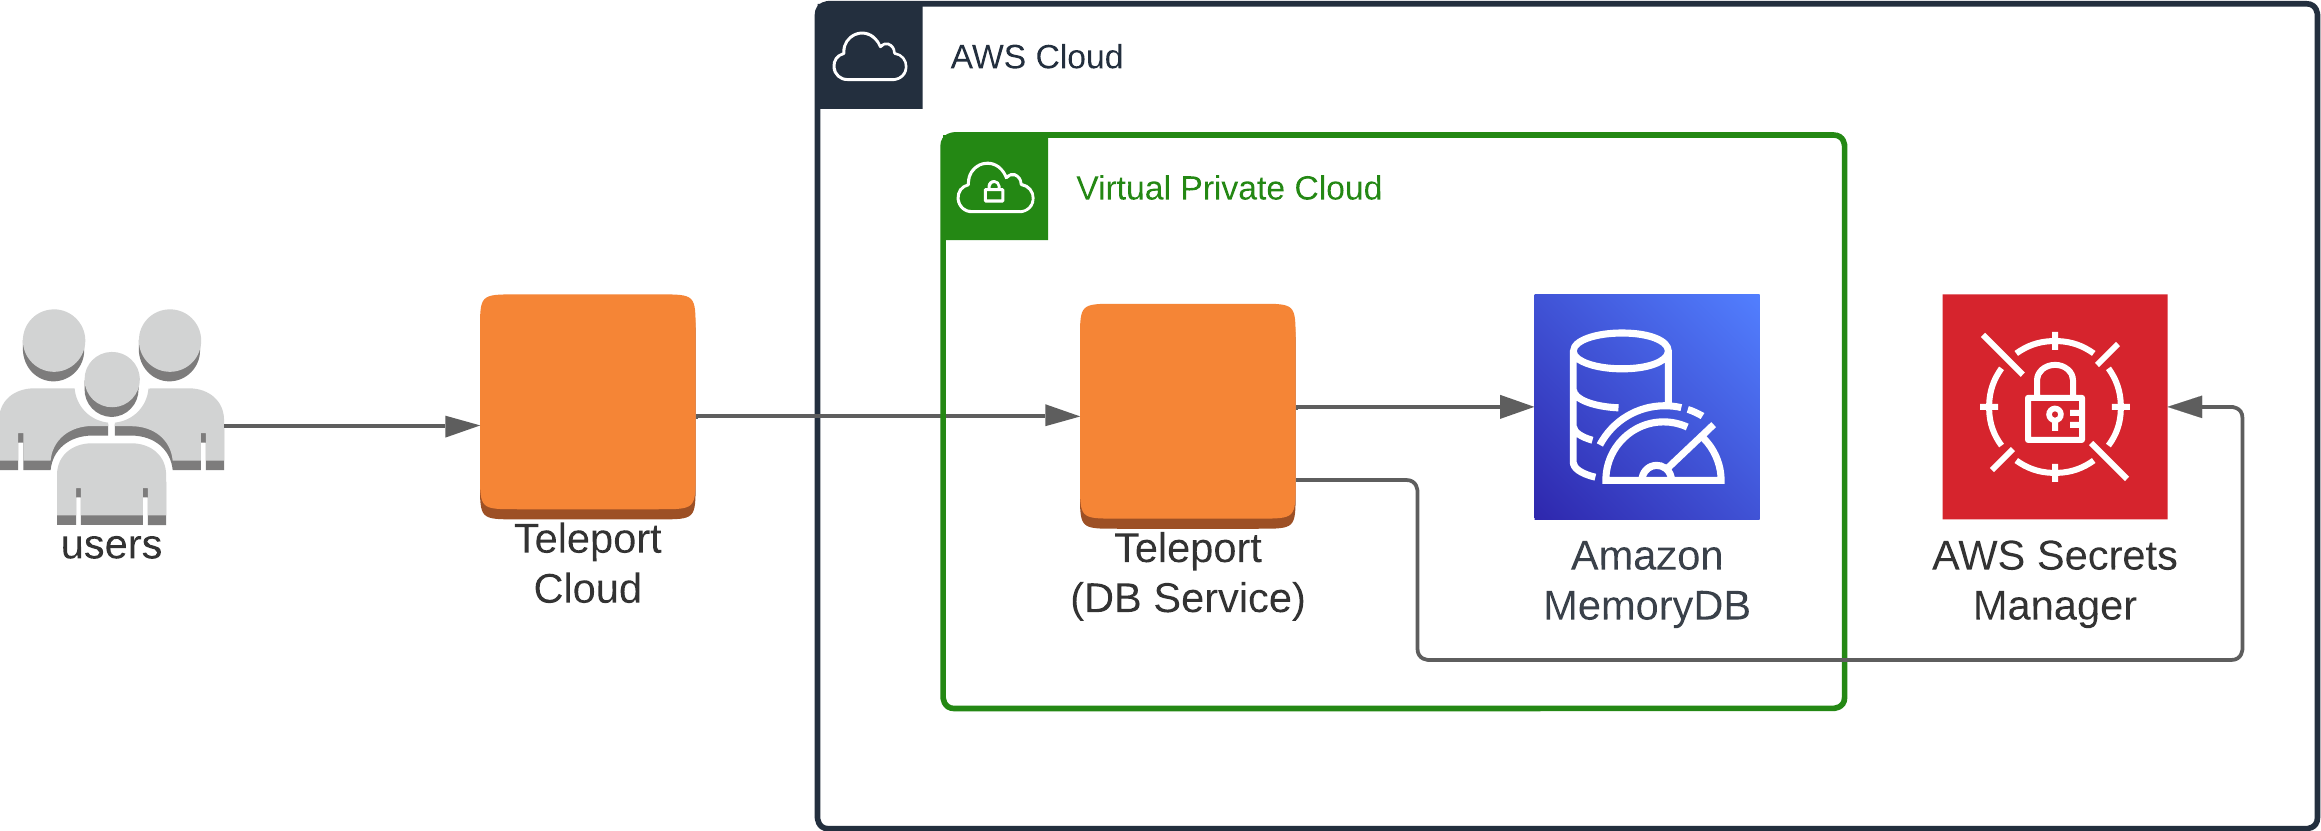 AWS Cloud
Virtual Private Cloud
users
Teleport
Cloud
Teleport
(DB Service)
Amazon
MemoryDB
AWS Secrets
Manager